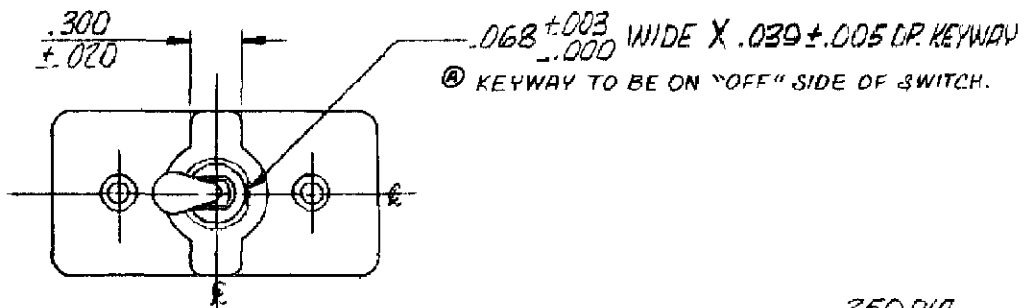 .300
±.020
.068 +.003 -.000 WIDE X .039±.005 DP. KEYWAY
Ⓐ KEYWAY TO BE ON "OFF" SIDE OF SWITCH.
℄
℄